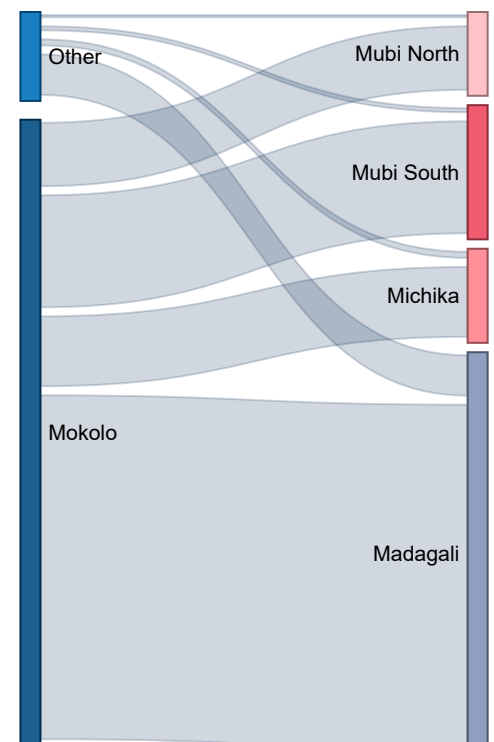 Other
Mubi North
Mubi South
Michika
Mokolo
Madagali